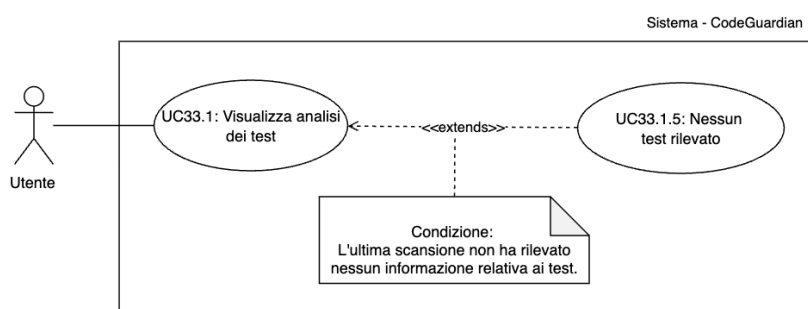 Sistema - CodeGuardian
UC33.1: Visualizza analisi
dei test
<<extends>>
UC33.1.5: Nessun
test rilevato
Utente
Condizione:
L'ultima scansione non ha rilevato
nessun informazione relativa ai test.